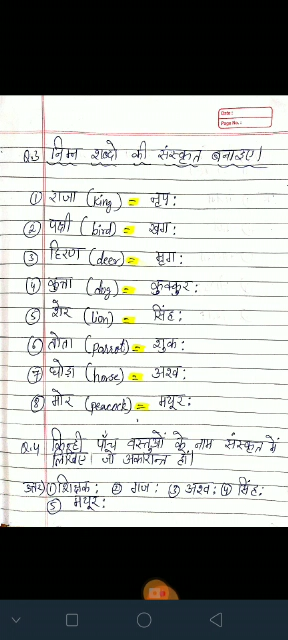 Date :
Page No. :
Q.3 निम्न शब्दो की संस्कृत बनाइए।
① राजा (king) = नृप:
② पक्षी (bird) = खग:
③ हिरण (deer) = मृग:
④ कुत्ता (dog) = कुक्कुर:
⑤ शेर (lion) = सिंह:
⑥ तोता (parrot) = शुक:
⑦ घोडा (horse) = अश्व:
⑧ मोर (peacock) = मयूर:
Q.4 किन्ही पाँच वस्तुओं के नाम संस्कृत में
लिखिए। जो अकारान्त हो।
उत्तर ① शिक्षक: ② गज: ③ अश्व: ④ सिंह:
⑤ मयूर: